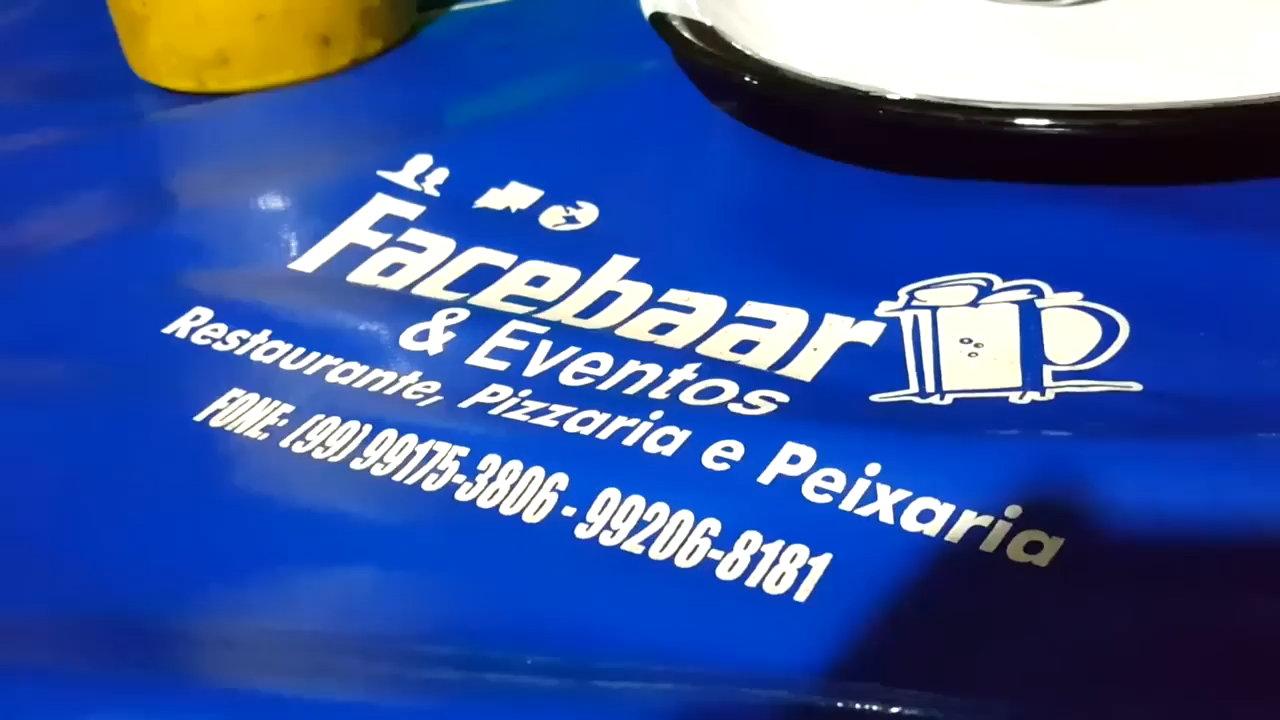 Facebaar
& Eventos
Restaurante, Pizzaria e Peixaria
FONE: (99) 99175-3806 - 99206-8181